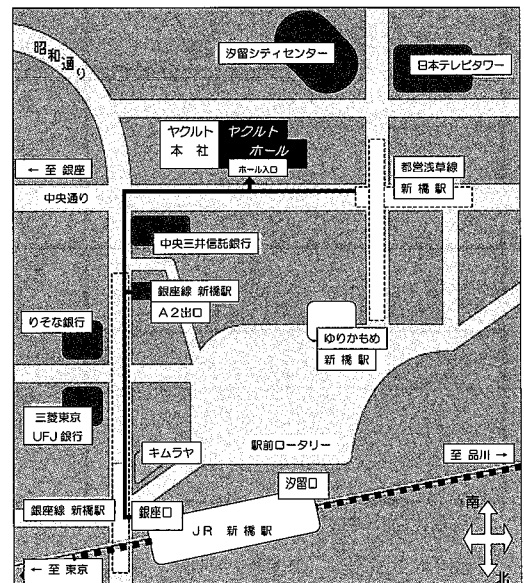 昭和通り
汐留シティセンター
日本テレビタワー
ヤクルト
本 社
ヤクルト
ホール
ホール入口
← 至 銀座
都営浅草線
新 橋 駅
中央通り
中央三井信託銀行
銀座線 新橋駅
A2出口
りそな銀行
ゆりかもめ
新 橋 駅
三菱東京
UFJ 銀行
キムラヤ
駅前ロータリー
至 品川 →
汐留口
銀座線 新橋駅
銀座口
JR 新 橋 駅
南
← 至 東京
北